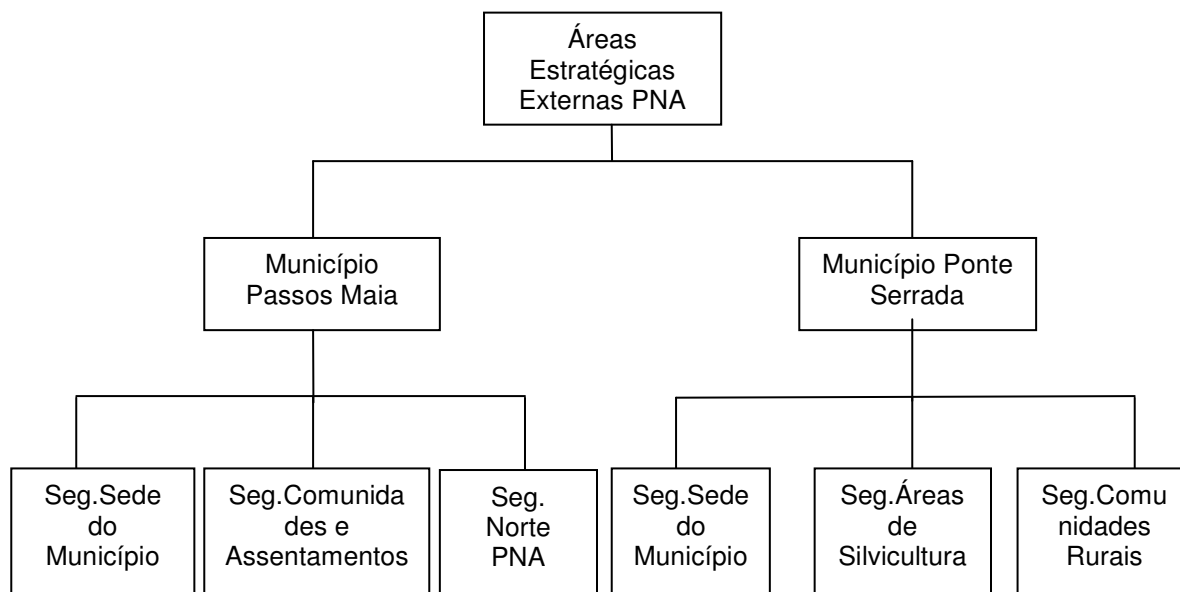 Áreas
Estratégicas
Externas PNA
Município
Passos Maia
Município Ponte
Serrada
Seg.Sede
do
Município
Seg.Comunida
des e
Assentamentos
Seg.
Norte
PNA
Seg.Sede
do
Município
Seg.Áreas
de
Silvicultura
Seg.Comu
nidades
Rurais